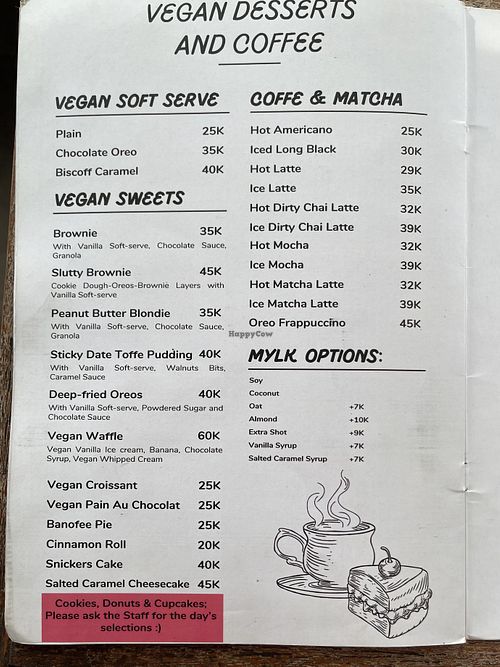 VEGAN DESSERTS
AND COFFEE
VEGAN SOFT SERVE
Plain 25K
Chocolate Oreo 35K
Biscoff Caramel 40K
VEGAN SWEETS
Brownie 35K
With Vanilla Soft-serve, Chocolate Sauce,
Granola
Slutty Brownie 45K
Cookie Dough-Oreos-Brownie Layers with
Vanilla Soft-serve
Peanut Butter Blondie 35K
With Vanilla Soft-serve, Chocolate Sauce,
Granola
Sticky Date Toffe Pudding 40K
With Vanilla Soft-serve, Walnuts Bits,
Caramel Sauce
Deep-fried Oreos 40K
With Vanilla Soft-serve, Powdered Sugar and
Chocolate Sauce
Vegan Waffle 60K
Vegan Vanilla Ice cream, Banana, Chocolate
Syrup, Vegan Whipped Cream
Vegan Croissant 25K
Vegan Pain Au Chocolat 25K
Banofee Pie 25K
Cinnamon Roll 20K
Snickers Cake 40K
Salted Caramel Cheesecake 45K
Cookies, Donuts & Cupcakes;
Please ask the Staff for the day's
selections :)
COFFE & MATCHA
Hot Americano 25K
Iced Long Black 30K
Hot Latte 29K
Ice Latte 35K
Hot Dirty Chai Latte 32K
Ice Dirty Chai Latte 39K
Hot Mocha 32K
Ice Mocha 39K
Hot Matcha Latte 32K
Ice Matcha Latte 39K
Oreo Frappuccino 45K
HappyCow
MYLK OPTIONS:
Soy
Coconut
Oat +7K
Almond +10K
Extra Shot +9K
Vanilla Syrup +7K
Salted Caramel Syrup +7K